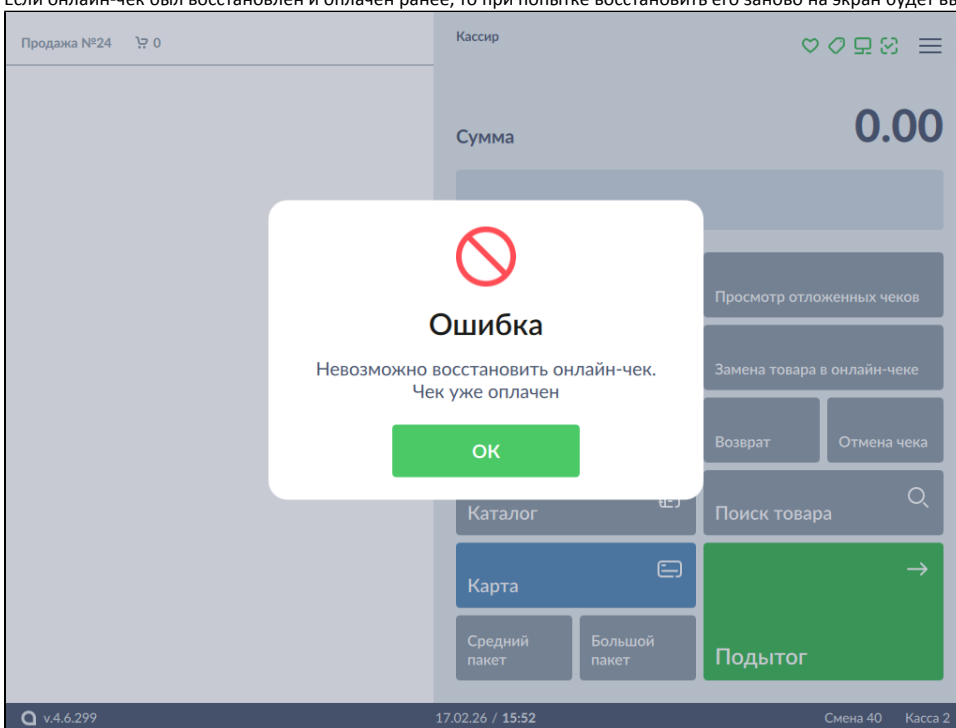 Если онлайн-чек был восстановлен и оплачен ранее, то при попытке восстановить его заново на экран будет
Продажа №24 0
Кассир
Сумма
0.00
Просмотр отложенных чеков
Ошибка
Невозможно восстановить онлайн-чек.
Чек уже оплачен
ОК
Замена товара в онлайн-чеке
Возврат
Отмена чека
Каталог
Поиск товара
Карта
Средний
пакет
Большой
пакет
Подытог
v.4.6.299
17.02.26 / 15:52
Смена 40
Касса 2